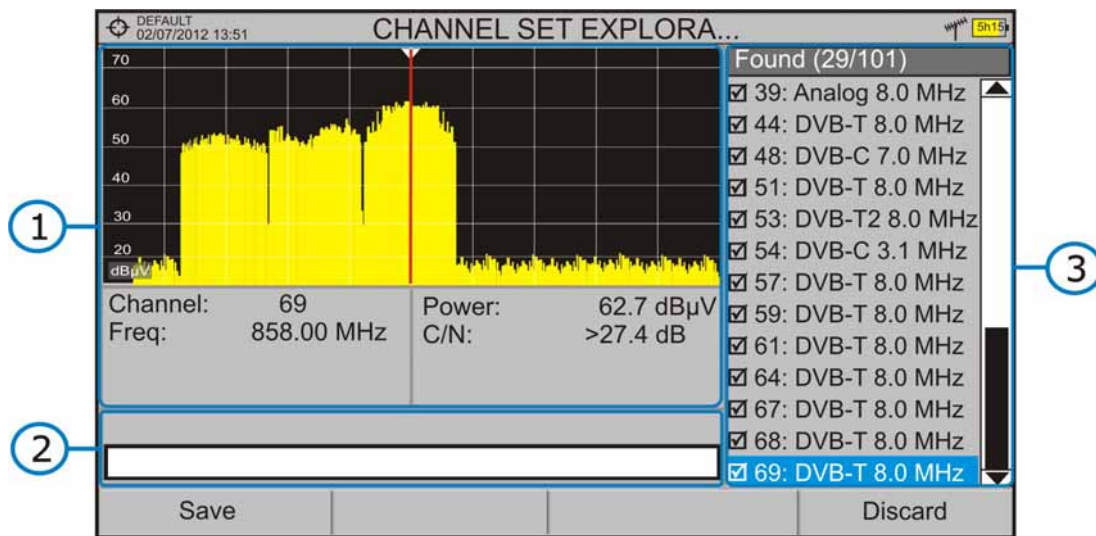 DEFAULT
02/07/2012 13:51
CHANNEL SET EXPLORA...
5h15
70
60
50
40
30
20
dBµV
Channel: 69
Freq: 858.00 MHz
Power: 62.7 dBµV
C/N: >27.4 dB
Found (29/101)
39: Analog 8.0 MHz
44: DVB-T 8.0 MHz
48: DVB-C 7.0 MHz
51: DVB-T 8.0 MHz
53: DVB-T2 8.0 MHz
54: DVB-C 3.1 MHz
57: DVB-T 8.0 MHz
59: DVB-T 8.0 MHz
61: DVB-T 8.0 MHz
64: DVB-T 8.0 MHz
67: DVB-T 8.0 MHz
68: DVB-T 8.0 MHz
69: DVB-T 8.0 MHz
Save
Discard
1
2
3